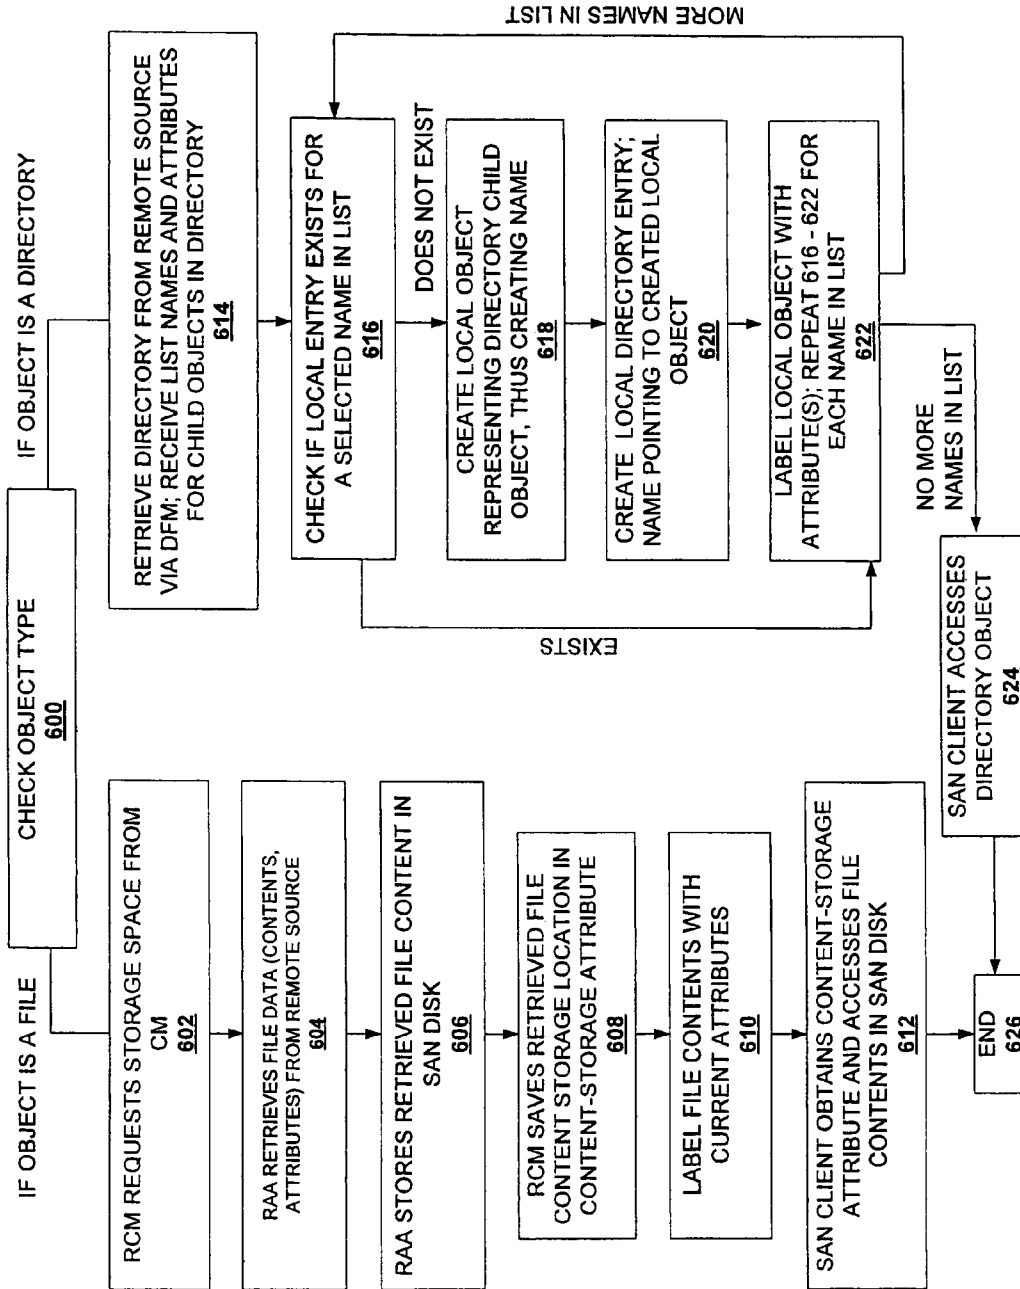 CHECK OBJECT TYPE
600
IF OBJECT IS A FILE
RCM REQUESTS STORAGE SPACE FROM
CM
602
RAA RETRIEVES FILE DATA (CONTENTS,
ATTRIBUTES) FROM REMOTE SOURCE
604
RAA STORES RETRIEVED FILE CONTENT IN
SAN DISK
606
RCM SAVES RETRIEVED FILE
CONTENT STORAGE LOCATION IN
CONTENT-STORAGE ATTRIBUTE
608
LABEL FILE CONTENTS WITH
CURRENT ATTRIBUTES
610
SAN CLIENT OBTAINS CONTENT-STORAGE
ATTRIBUTE AND ACCESSES FILE
CONTENTS IN SAN DISK
612
IF OBJECT IS A DIRECTORY
RETRIEVE DIRECTORY FROM REMOTE SOURCE
VIA DFM; RECEIVE LIST NAMES AND ATTRIBUTES
FOR CHILD OBJECTS IN DIRECTORY
614
CHECK IF LOCAL ENTRY EXISTS FOR
A SELECTED NAME IN LIST
616
DOES NOT EXIST
CREATE LOCAL OBJECT
REPRESENTING DIRECTORY CHILD
OBJECT, THUS CREATING NAME
618
CREATE LOCAL DIRECTORY ENTRY;
NAME POINTING TO CREATED LOCAL
OBJECT
620
LABEL LOCAL OBJECT WITH
ATTRIBUTE(S); REPEAT 616 - 622 FOR
EACH NAME IN LIST
622
EXISTS
MORE NAMES IN LIST
NO MORE
NAMES IN LIST
SAN CLIENT ACCESSES
DIRECTORY OBJECT
624
END
626